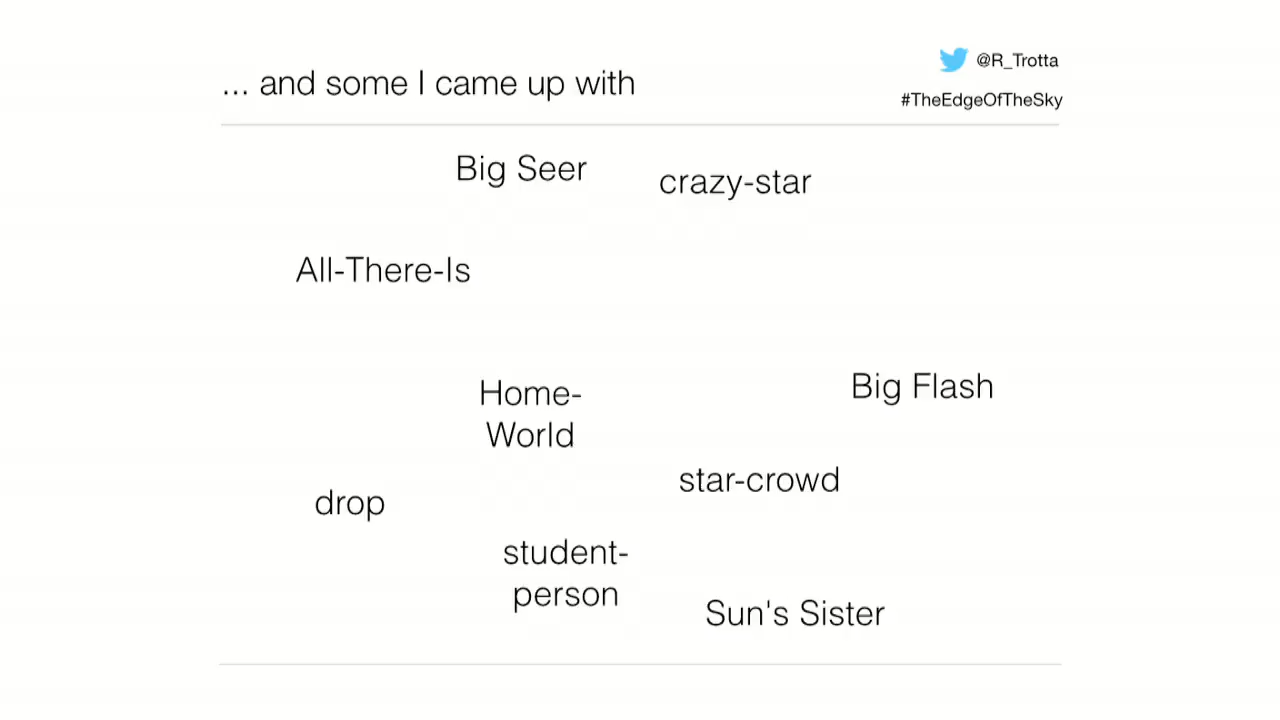 ... and some I came up with
@R_Trotta
#TheEdgeOfTheSky
Big Seer
crazy-star
All-There-Is
Home-
World
Big Flash
star-crowd
drop
student-
person
Sun's Sister